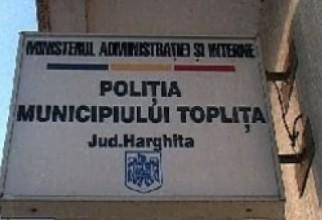 MINISTERUL ADMINISTRAȚIEI ȘI INTERNE
POLIȚIA
MUNICIPIULUI TOPLIȚA
Jud.Harghita